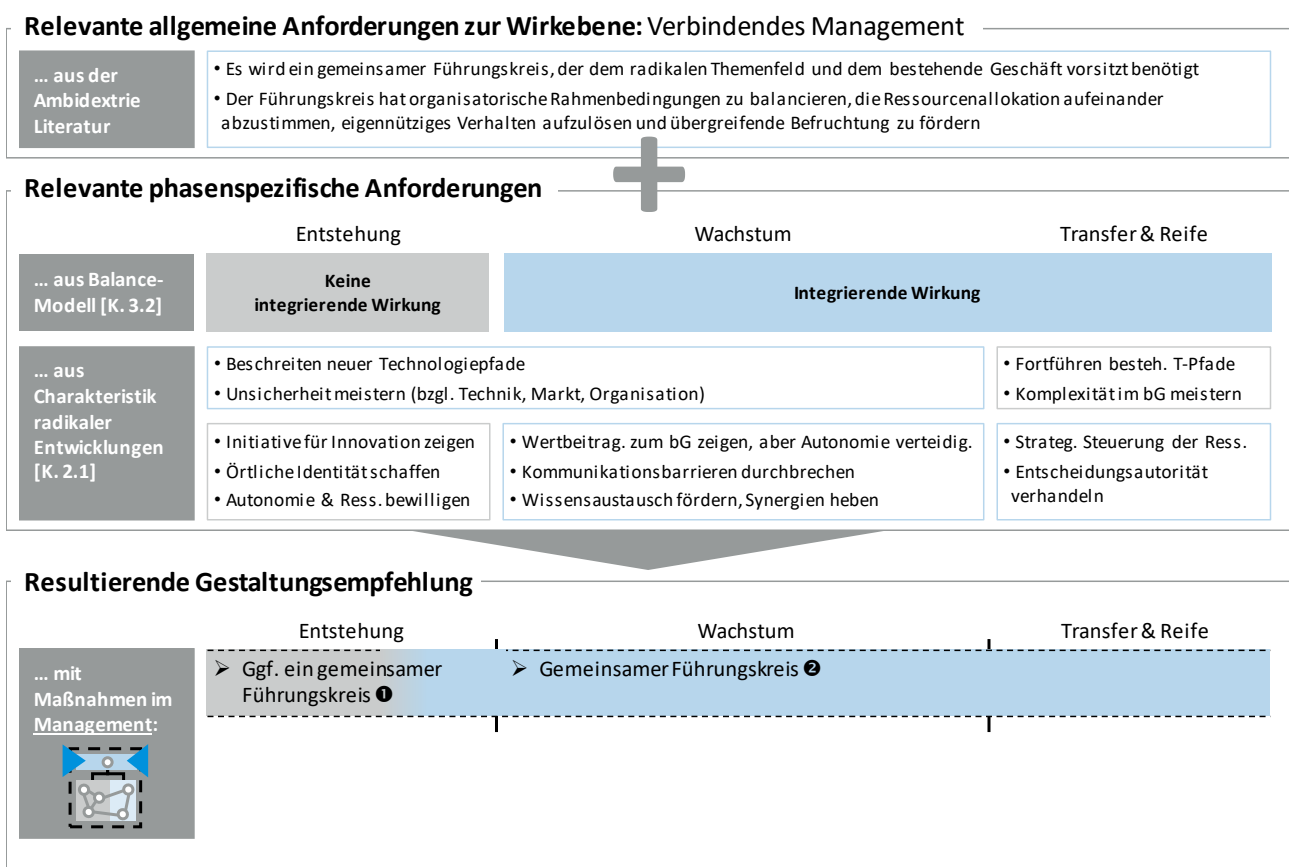 Relevante allgemeine Anforderungen zur Wirkebene: Verbindendes Management
... aus der
Ambidextrie
Literatur
• Es wird ein gemeinsamer Führungskreis, der dem radikalen Themenfeld und dem bestehende Geschäft vorsitzt benötigt
• Der Führungskreis hat organisatorische Rahmenbedingungen zu balancieren, die Ressourcenallokation aufeinander
abzustimmen, eigennütziges Verhalten aufzulösen und übergreifende Befruchtung zu fördern
Relevante phasenspezifische Anforderungen
Entstehung
Wachstum
Transfer & Reife
... aus Balance-
Modell [K. 3.2]
Keine
integrierende Wirkung
Integrierende Wirkung
... aus
Charakteristik
radikaler
Entwicklungen
[K. 2.1]
• Beschreiten neuer Technologiepfade
• Unsicherheit meistern (bzgl. Technik, Markt, Organisation)
• Fortführen besteh. T-Pfade
• Komplexität im bG meistern
• Initiative für Innovation zeigen
• Örtliche Identität schaffen
• Autonomie & Ress. bewilligen
• Wertbeitrag. zum bG zeigen, aber Autonomie verteidig.
• Kommunikationsbarrieren durchbrechen
• Wissensaustausch fördern, Synergien heben
• Strateg. Steuerung der Ress.
• Entscheidungsautorität
verhandeln
Resultierende Gestaltungsempfehlung
Entstehung
Wachstum
Transfer & Reife
... mit
Maßnahmen im
Management:
➢ Ggf. ein gemeinsamer
Führungskreis ❶
➢ Gemeinsamer Führungskreis ❷